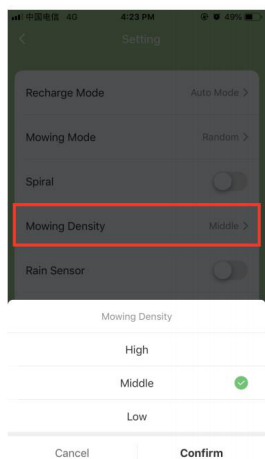 中国电信 4G 4:23 PM 49%
Setting
Recharge Mode Auto Mode >
Mowing Mode Random >
Spiral
Mowing Density Middle >
Rain Sensor
Mowing Density
High
Middle
Low
Cancel Confirm